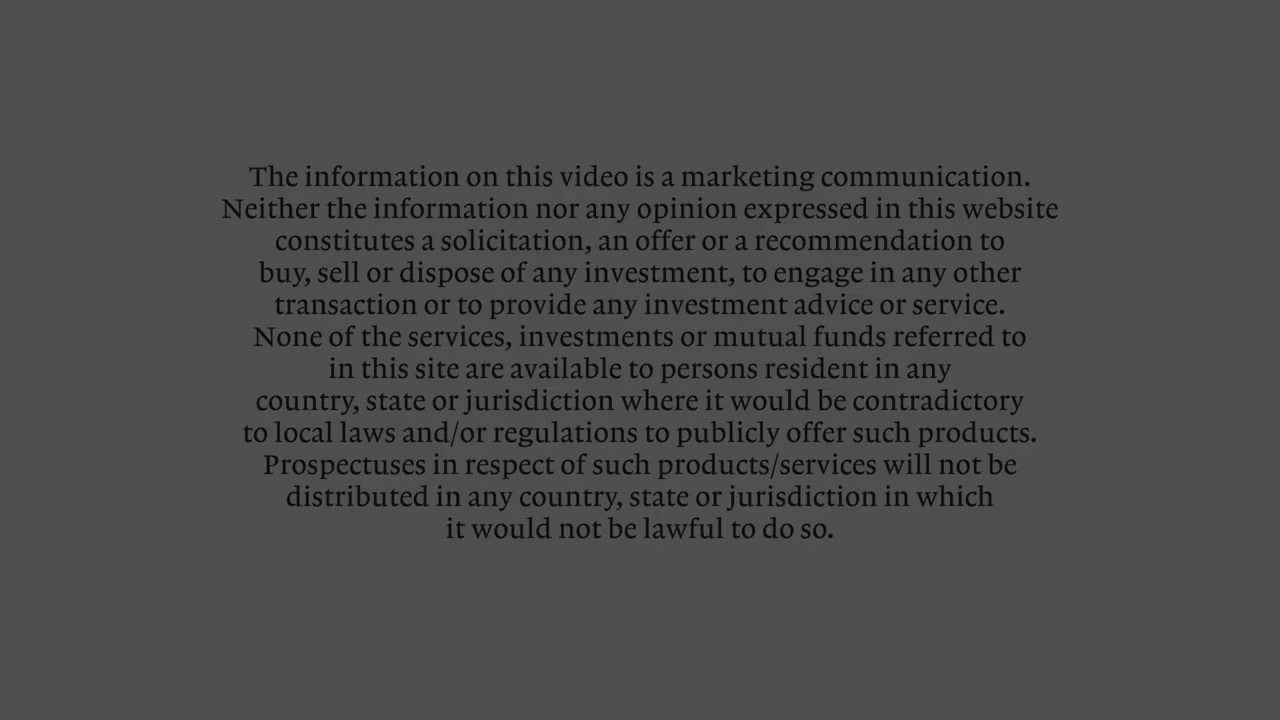 The information on this video is a marketing communication.
Neither the information nor any opinion expressed in this website
constitutes a solicitation, an offer or a recommendation to
buy, sell or dispose of any investment, to engage in any other
transaction or to provide any investment advice or service.
None of the services, investments or mutual funds referred to
in this site are available to persons resident in any
country, state or jurisdiction where it would be contradictory
to local laws and/or regulations to publicly offer such products.
Prospectuses in respect of such products/services will not be
distributed in any country, state or jurisdiction in which
it would not be lawful to do so.